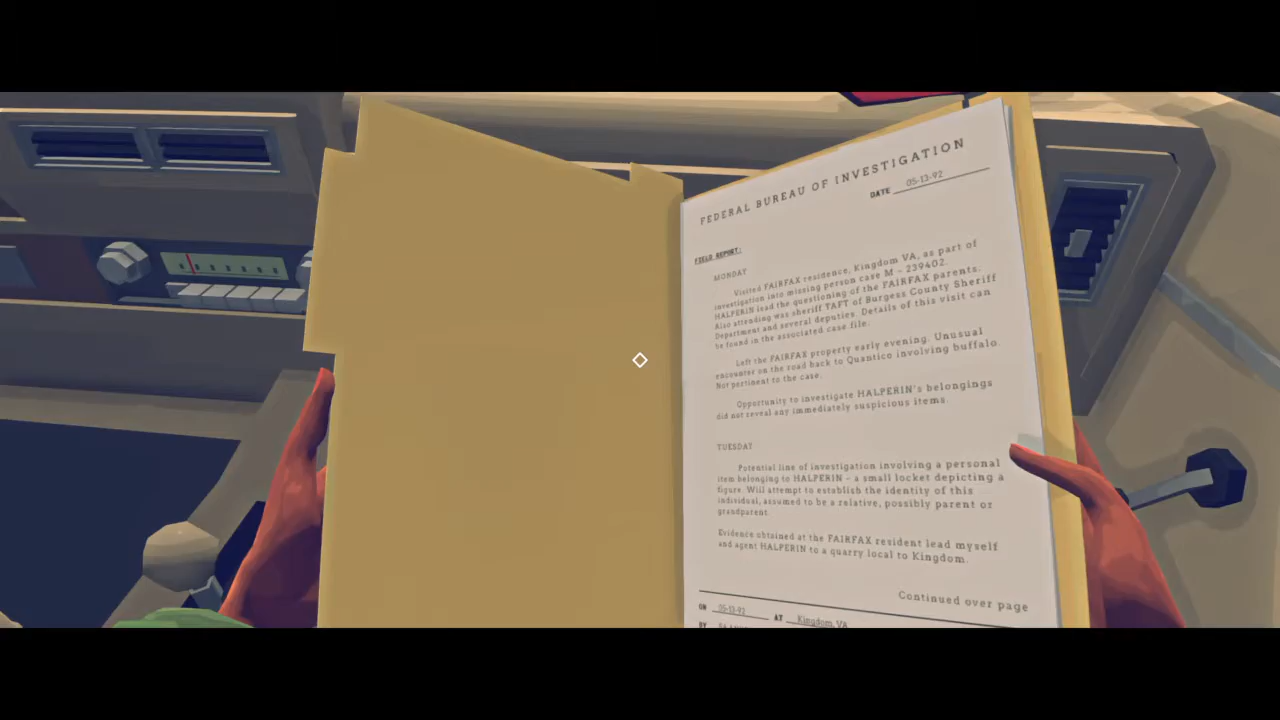 FEDERAL BUREAU OF INVESTIGATION
DATE 05-13-92
FIELD REPORT:
MONDAY
Visited FAIRFAX residence, Kingdom VA, as part of
investigation into missing person case M - 239402.
HALPERIN lead the questioning of the FAIRFAX parents.
Also attending was sheriff TAFT of Burgess County Sheriff
Department and several deputies. Details of this visit can
be found in the associated case file.
Left the FAIRFAX property early evening. Unusual
encounter on the road back to Quantico involving buffalo.
Not pertinent to the case.
Opportunity to investigate HALPERIN's belongings
did not reveal any immediately suspicious items.
TUESDAY
Potential line of investigation involving a personal
item belonging to HALPERIN - a small locket depicting a
figure. Will attempt to establish the identity of this
individual, assumed to be a relative, possibly parent or
grandparent.
Evidence obtained at the FAIRFAX resident lead myself
and agent HALPERIN to a quarry local to Kingdom.
Continued over page
ON 05-13-92 AT Kingdom, VA
BY